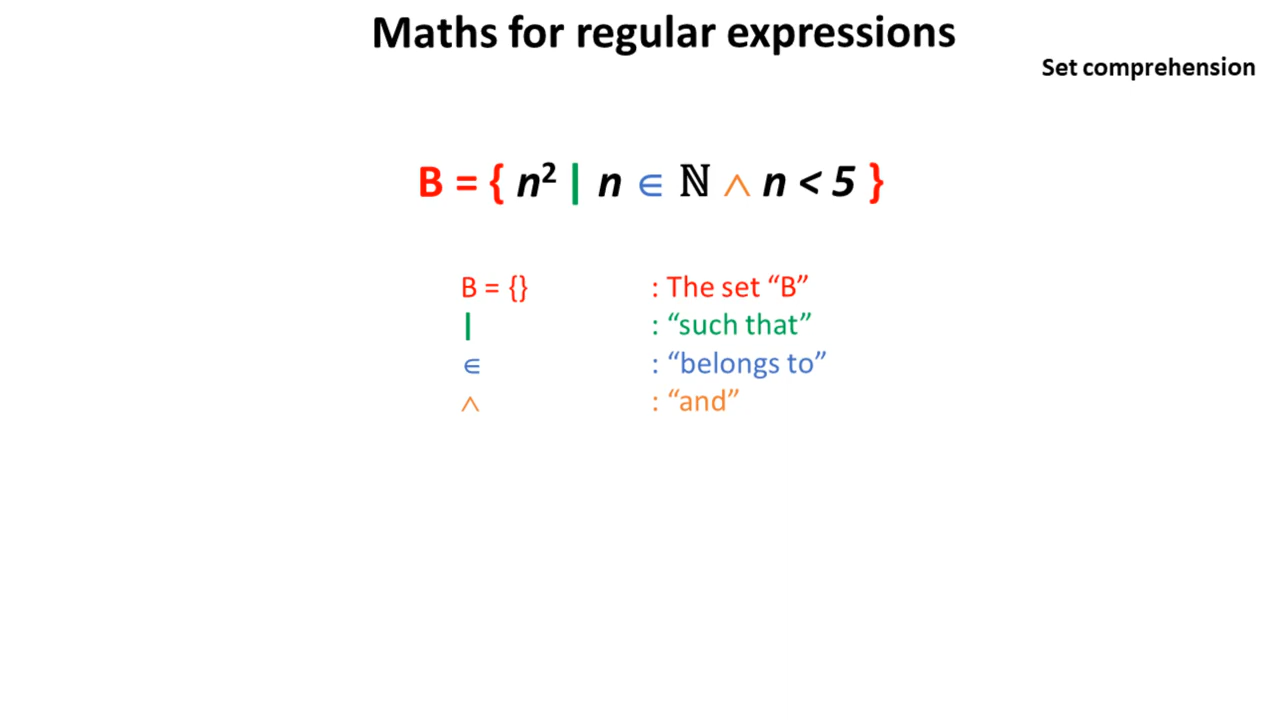 Maths for regular expressions
Set comprehension
B = { n² | n ∈ ℕ ∧ n < 5 }
B = {} : The set “B”
| : “such that”
∈ : “belongs to”
∧ : “and”